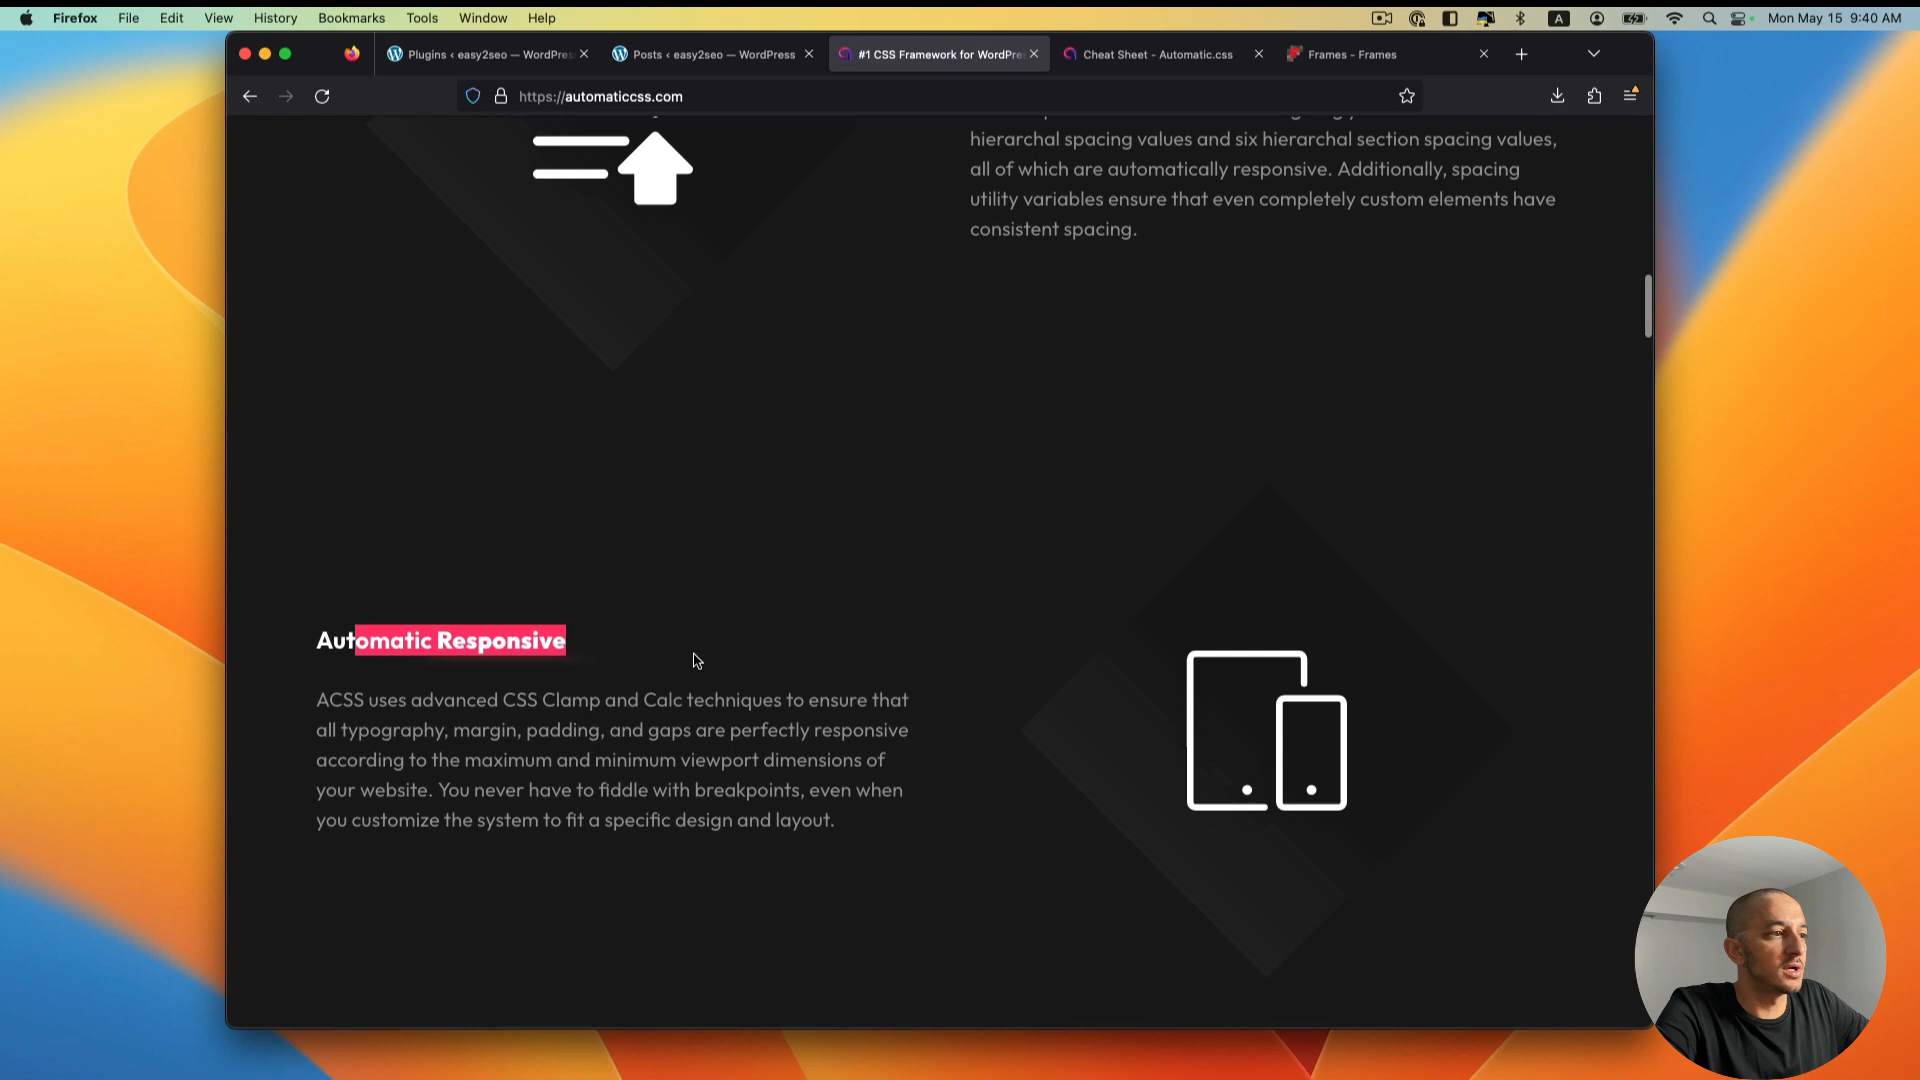 Firefox File Edit View History Bookmarks Tools Window Help
A
Mon May 15 9:40 AM
Plugins ‹ easy2seo — WordPres
Posts ‹ easy2seo — WordPress
#1 CSS Framework for WordPre
Cheat Sheet - Automatic.css
Frames - Frames
https://automaticcss.com
hierarchal spacing values and six hierarchal section spacing values,
all of which are automatically responsive. Additionally, spacing
utility variables ensure that even completely custom elements have
consistent spacing.
Automatic Responsive
ACSS uses advanced CSS Clamp and Calc techniques to ensure that
all typography, margin, padding, and gaps are perfectly responsive
according to the maximum and minimum viewport dimensions of
your website. You never have to fiddle with breakpoints, even when
you customize the system to fit a specific design and layout.